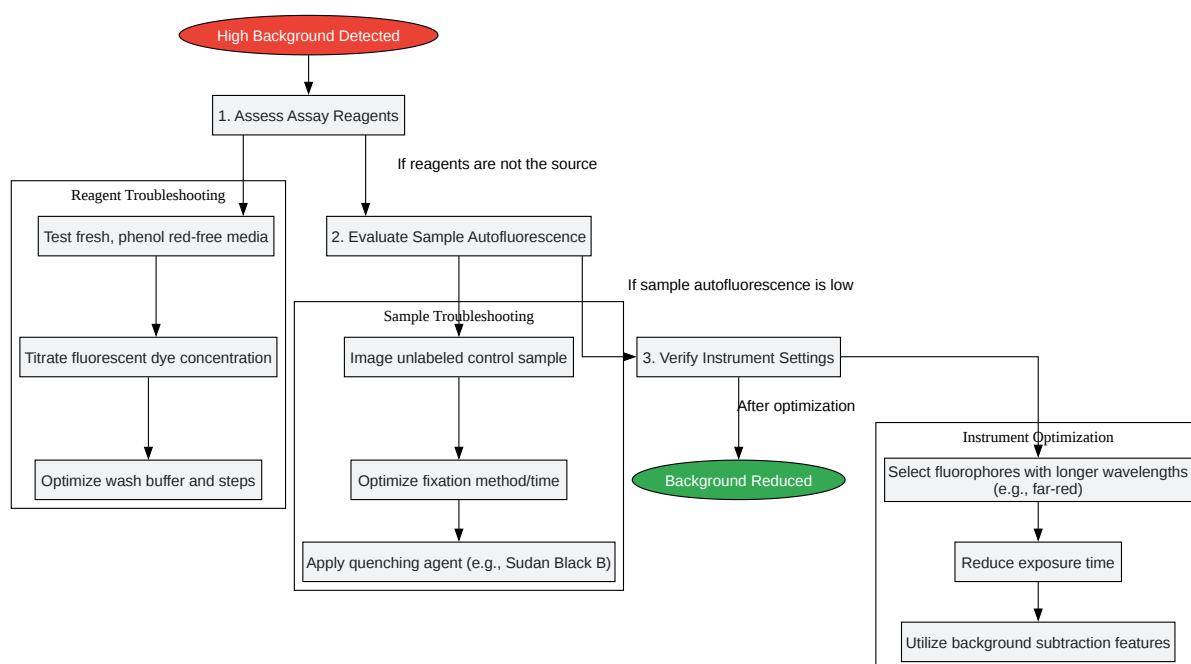 High Background Detected
1. Assess Assay Reagents
If reagents are not the source
Reagent Troubleshooting
Test fresh, phenol red-free media
2. Evaluate Sample Autofluorescence
If sample autofluorescence is low
Sample Troubleshooting
Titrate fluorescent dye concentration
Image unlabeled control sample
3. Verify Instrument Settings
After optimization
Instrument Optimization
Optimize wash buffer and steps
Optimize fixation method/time
Background Reduced
Select fluorophores with longer wavelengths
(e.g., far-red)
Apply quenching agent (e.g., Sudan Black B)
Reduce exposure time
Utilize background subtraction features